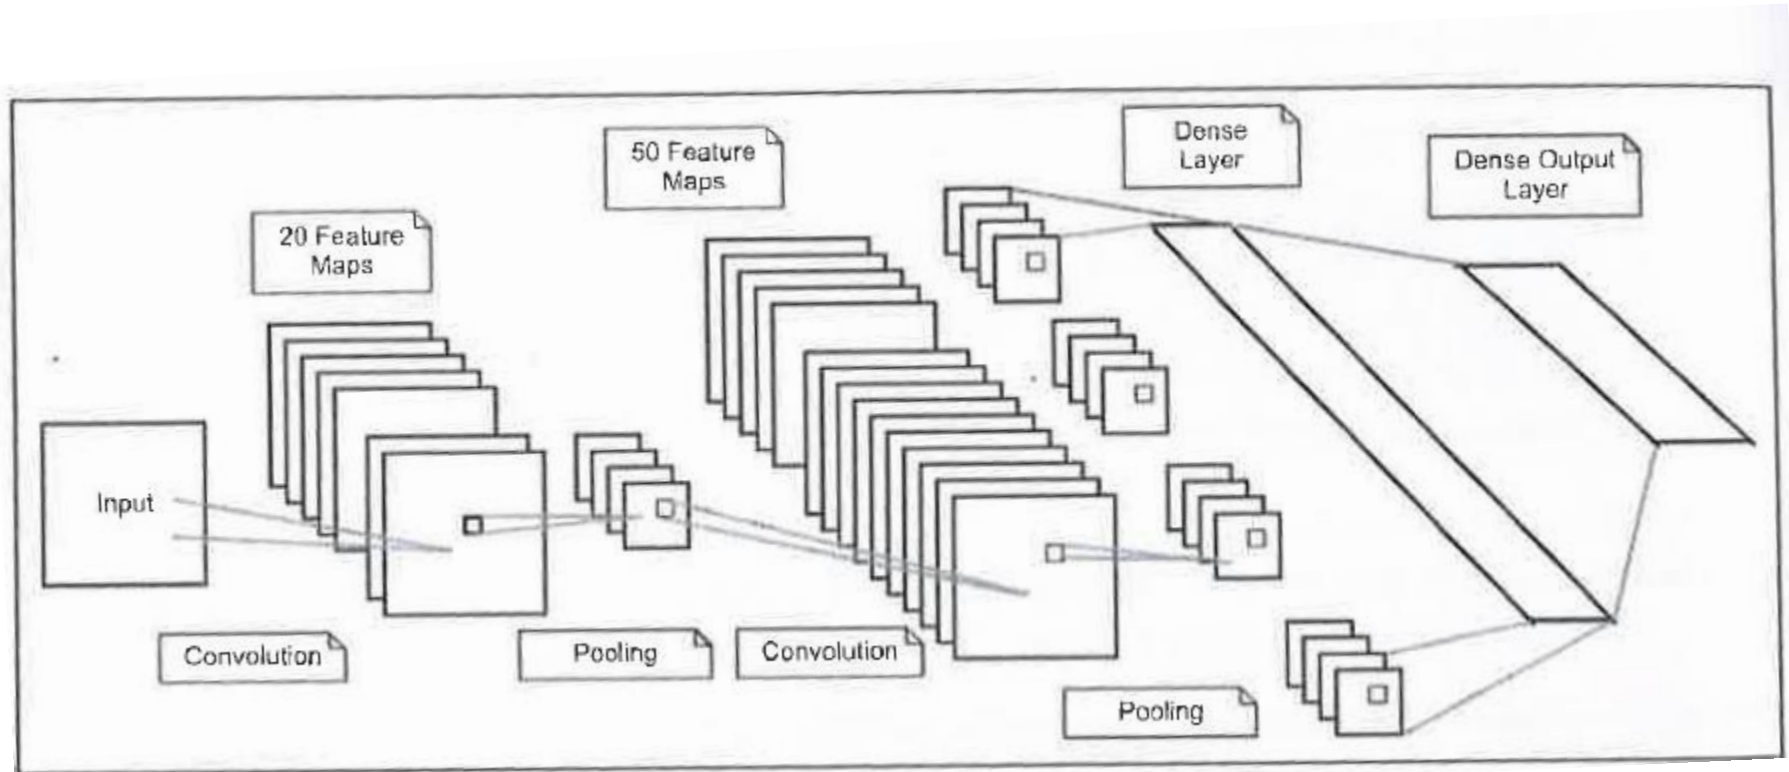 50 Feature
Maps
Dense
Layer
Dense Output
Layer
20 Feature
Maps
Input
Convolution
Pooling
Convolution
Pooling